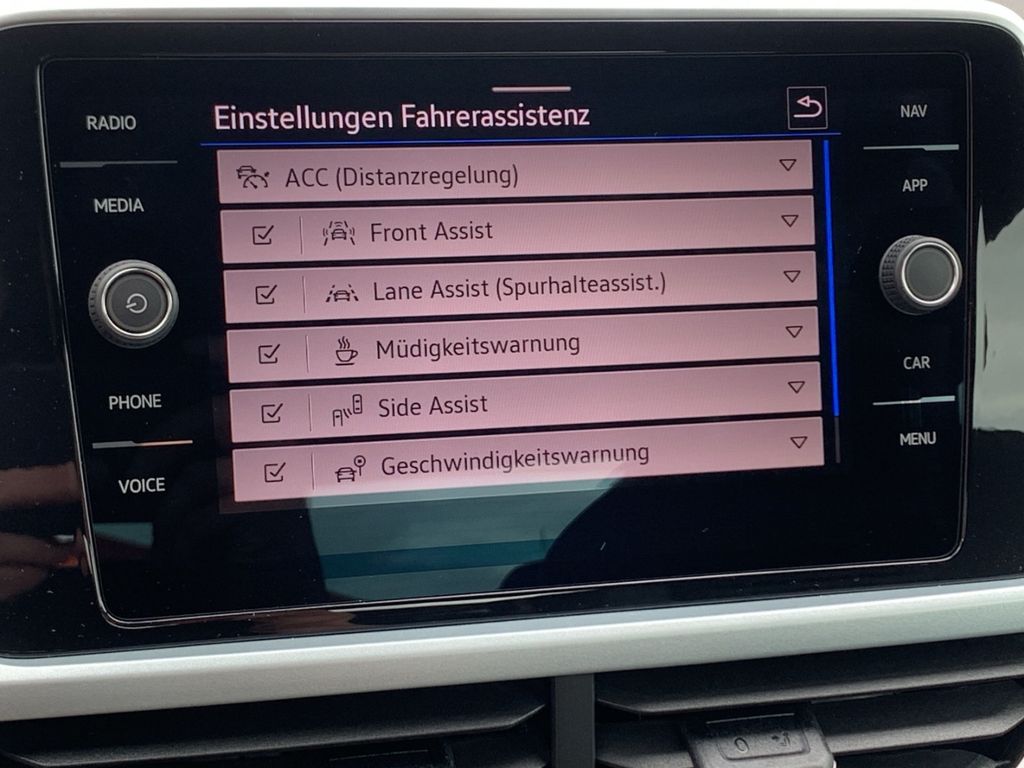 Einstellungen Fahrerassistenz
RADIO
MEDIA
PHONE
VOICE
ACC (Distanzregelung)
Front Assist
Lane Assist (Spurhalteassist.)
Müdigkeitswarnung
Side Assist
Geschwindigkeitswarnung
NAV
APP
CAR
MENU